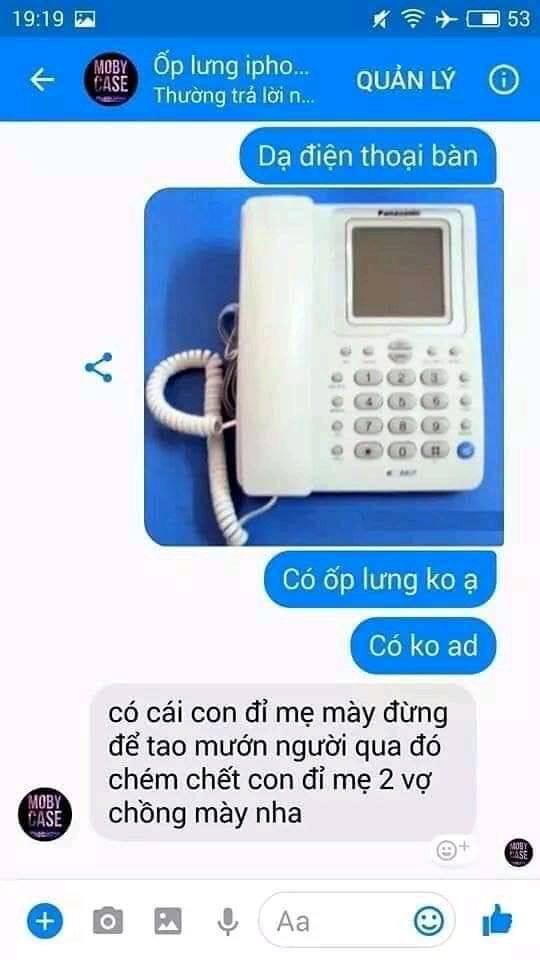 19:19
53
MOBY
CASE
Ốp lưng ipho...
Thường trả lời n...
QUẢN LÝ
Dạ điện thoại bàn
Panasonic
1 2 3
4 5 6
7 8 9
* 0 #
Có ốp lưng ko ạ
Có ko ad
có cái con đỉ mẹ mày đừng
để tao mướn người qua đó
chém chết con đỉ mẹ 2 vợ
chồng mày nha
MOBY
CASE
MOBY
CASE
Aa